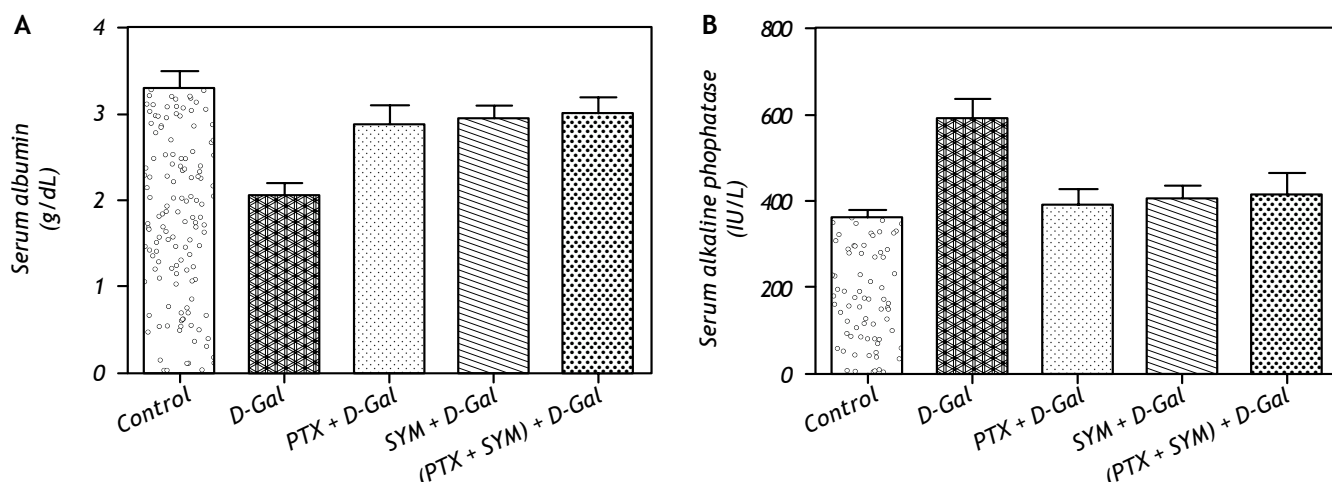 A
Serum albumin
(g/dL)
4
3
2
1
0
Control
D-Gal
PTX + D-Gal
SYM + D-Gal
(PTX + SYM) + D-Gal
B
Serum alkaline phophatase
(IU/L)
800
600
400
200
0
Control
D-Gal
PTX + D-Gal
SYM + D-Gal
(PTX + SYM) + D-Gal